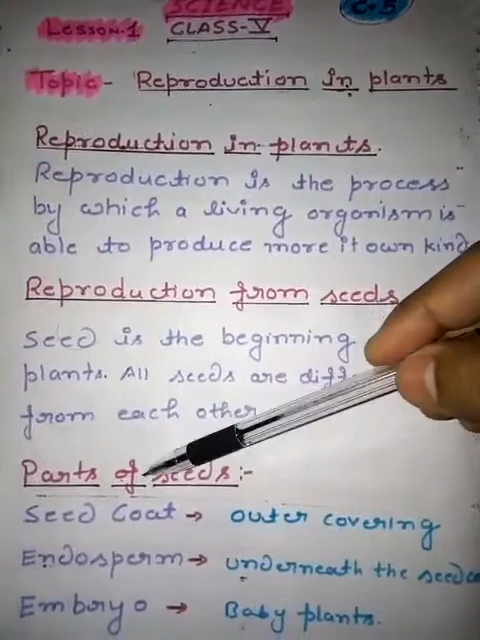 SCIENCE
C-5
Lesson-1 CLASS-V
Topic- Reproduction in plants
Reproduction in plants.
Reproduction is the process
by which a living organism is
able to produce more it own kind
Reproduction from seeds
Seed is the beginning
plants. All seeds are
from each other
Parts of seeds:-
Seed Coat → outer covering
Endosperm → underneath the
Embryo → Baby plants.